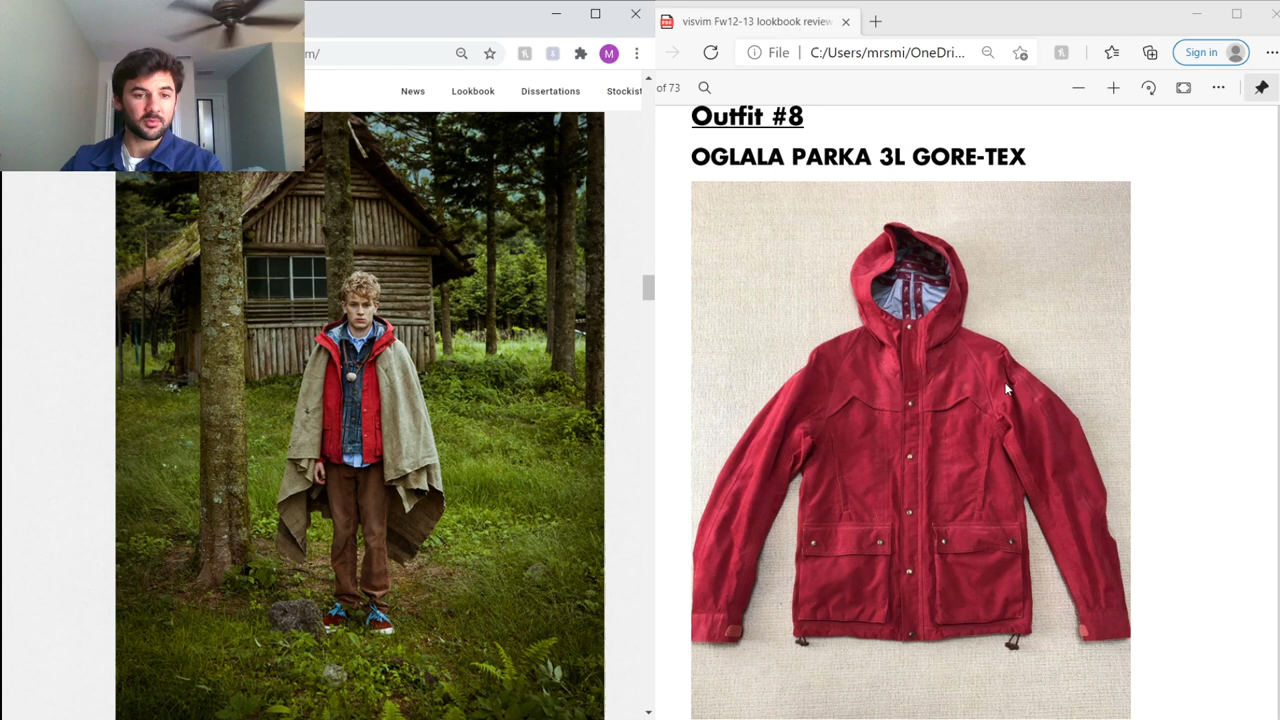 visvim Fw12-13 lookbook review
m/
M
File
C:/Users/mrsmi/OneDri...
Sign in
News
Lookbook
Dissertations
Stockist
of 73
Outfit #8
OGLALA PARKA 3L GORE-TEX